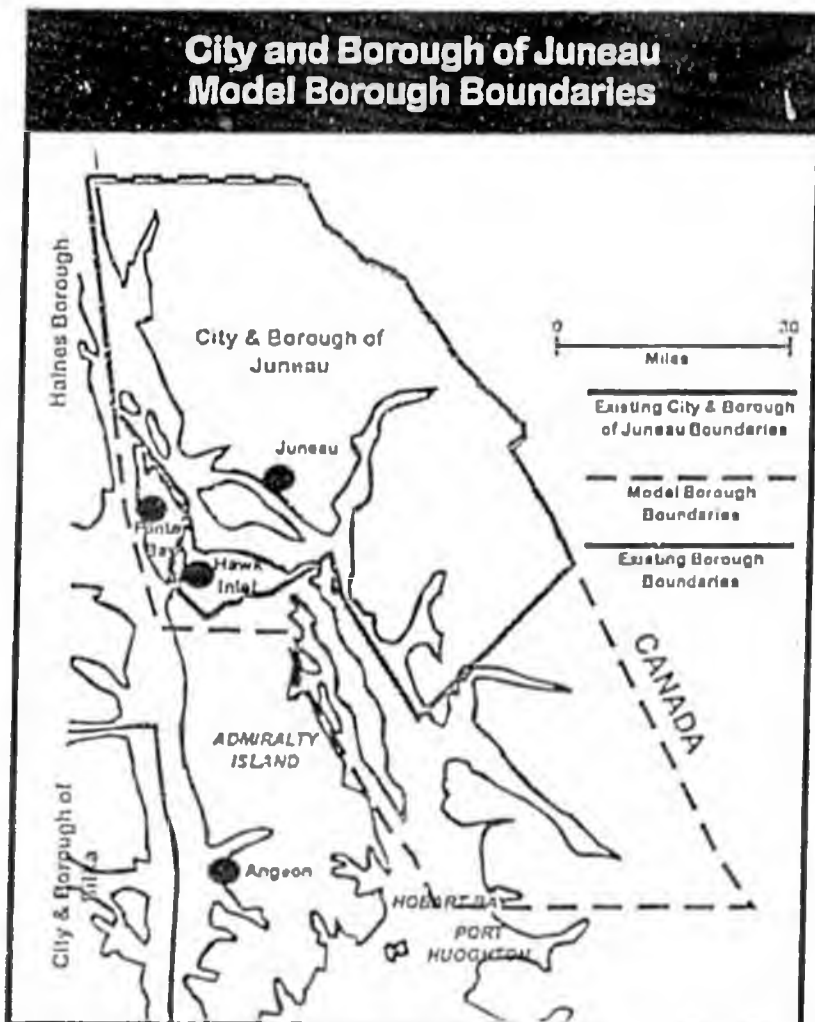 City and Borough of Juneau
Model Borough Boundaries
Haines Borough
City & Borough of
Juneau
0
Miles
Existing City & Borough
of Juneau Boundaries
Juneau
Model Borough
Boundaries
Existing Borough
Boundaries
Bay
Hawk
Inlet
CANADA
ADMIRALTY
ISLAND
City & Borough of
Angoon
HOBART BAY
PORT
HUOGHTON